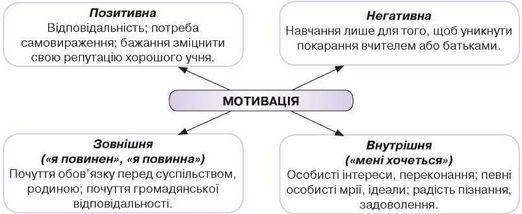 Позитивна
Відповідальність; потреба
самовираження; бажання зміцнити
свою репутацію хорошого учня.
Негативна
Навчання лише для того, щоб уникнути
покарання вчителем або батьками.
МОТИВАЦІЯ
Зовнішня
(«я повинен», «я повинна»)
Почуття обов’язку перед суспільством,
родиною; почуття громадянської
відповідальності.
Внутрішня
(«мені хочеться»)
Особисті інтереси, переконання; певні
особисті мрії, ідеали; радість пізнання,
задоволення.